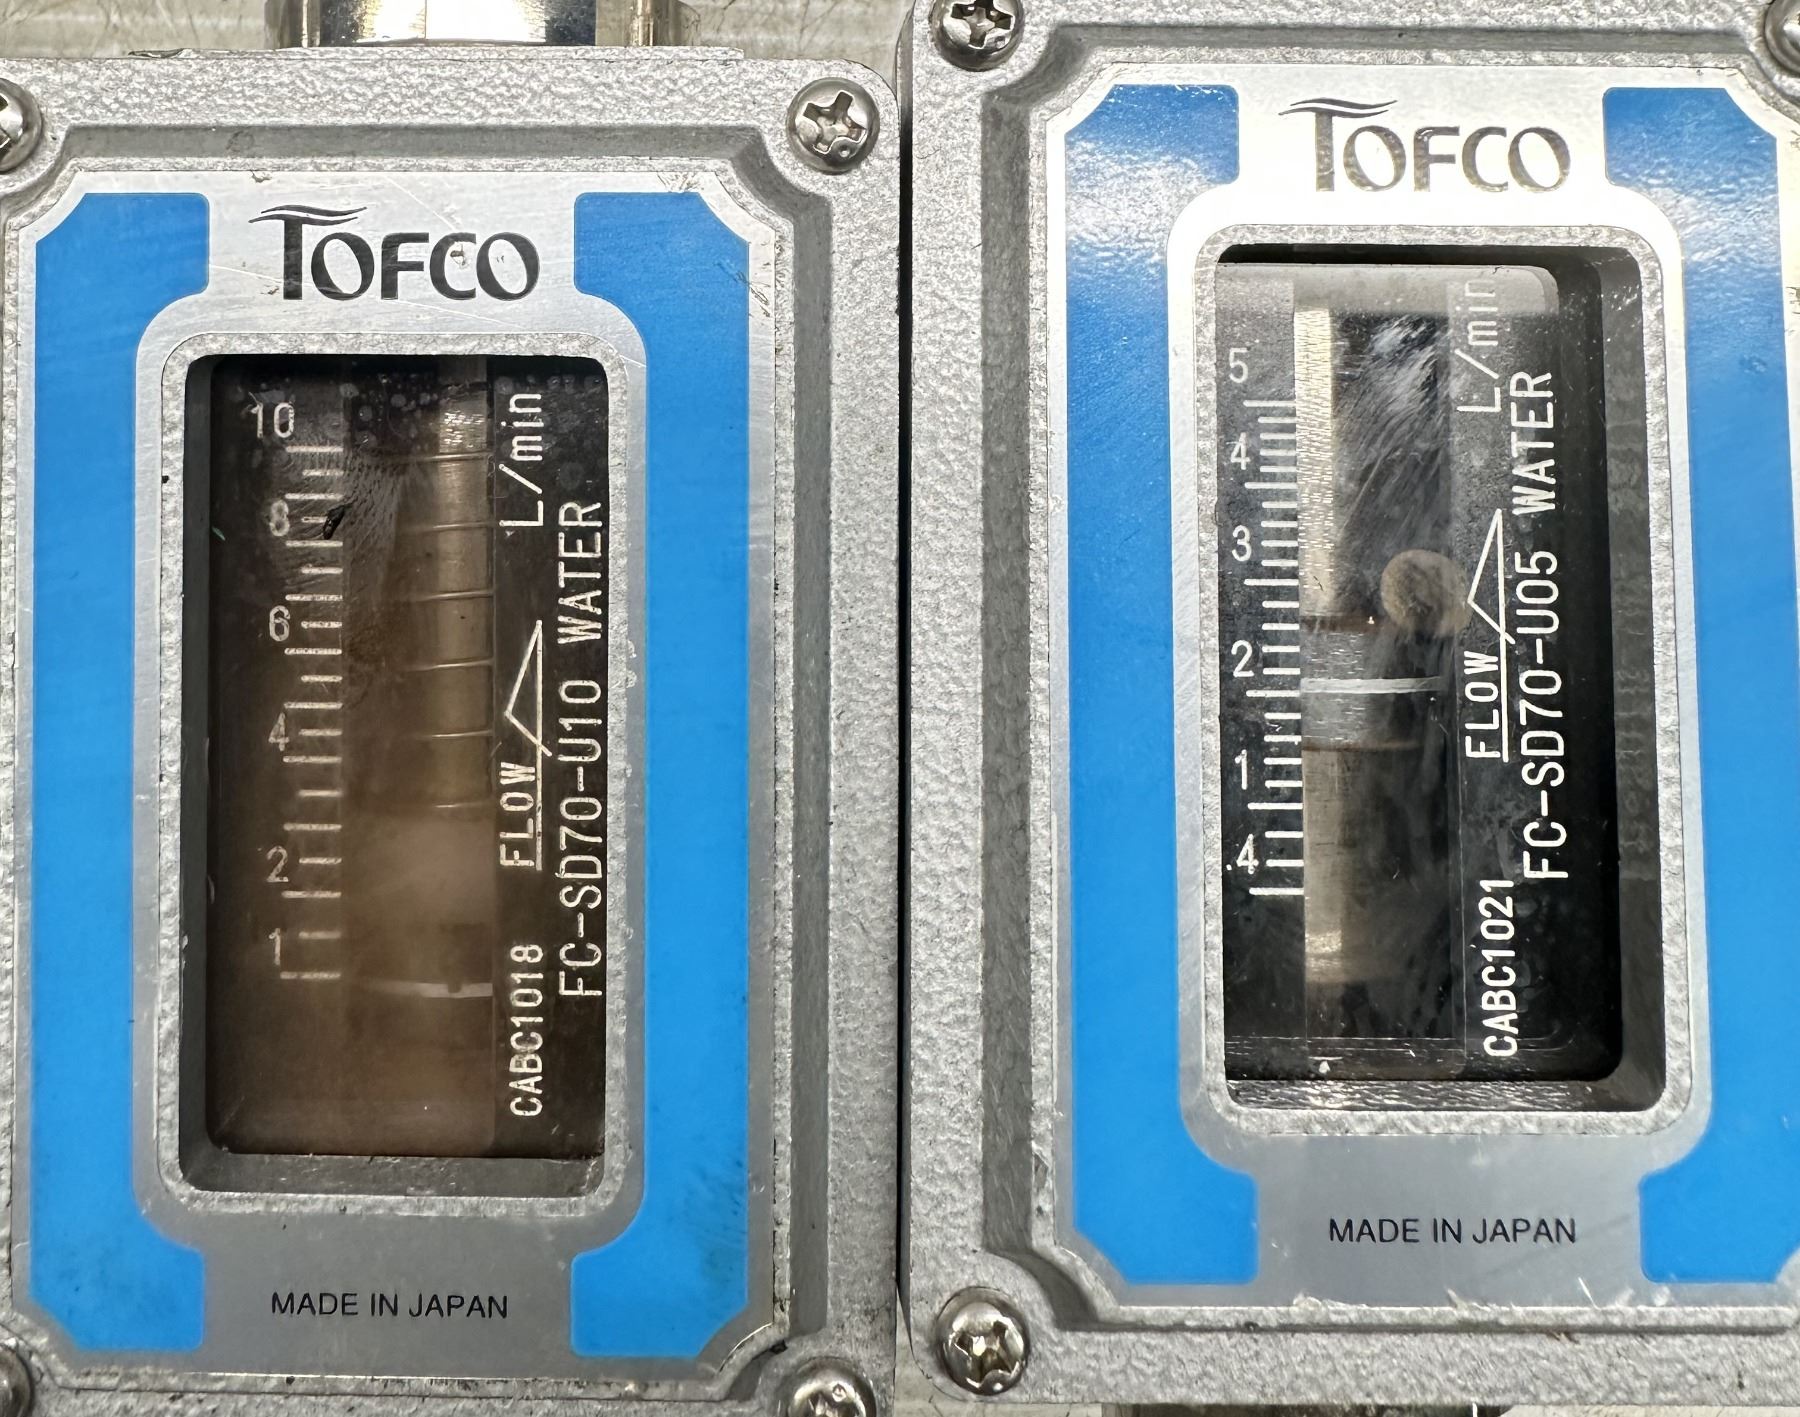 TOFCO
10
8
6
4
2
1
L/min
FLOW
FC-SD70-U10 WATER
CABC1018
MADE IN JAPAN
TOFCO
5
4
3
2
1
.4
L/min
FLOW
FC-SD70-U05 WATER
CABC1021
MADE IN JAPAN